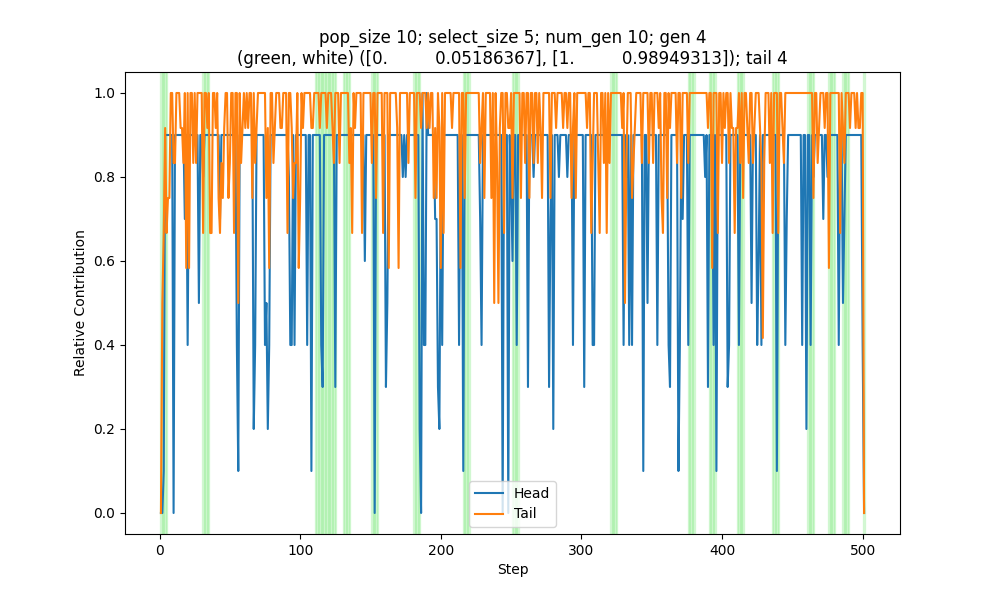 pop_size 10; select_size 5; num_gen 10; gen 4
(green, white) ([0.         0.05186367], [1.         0.98949313]); tail 4
1.0
0.8
0.6
0.4
0.2
0.0
Relative Contribution
Head
Tail
0
100
200
300
400
500
Step